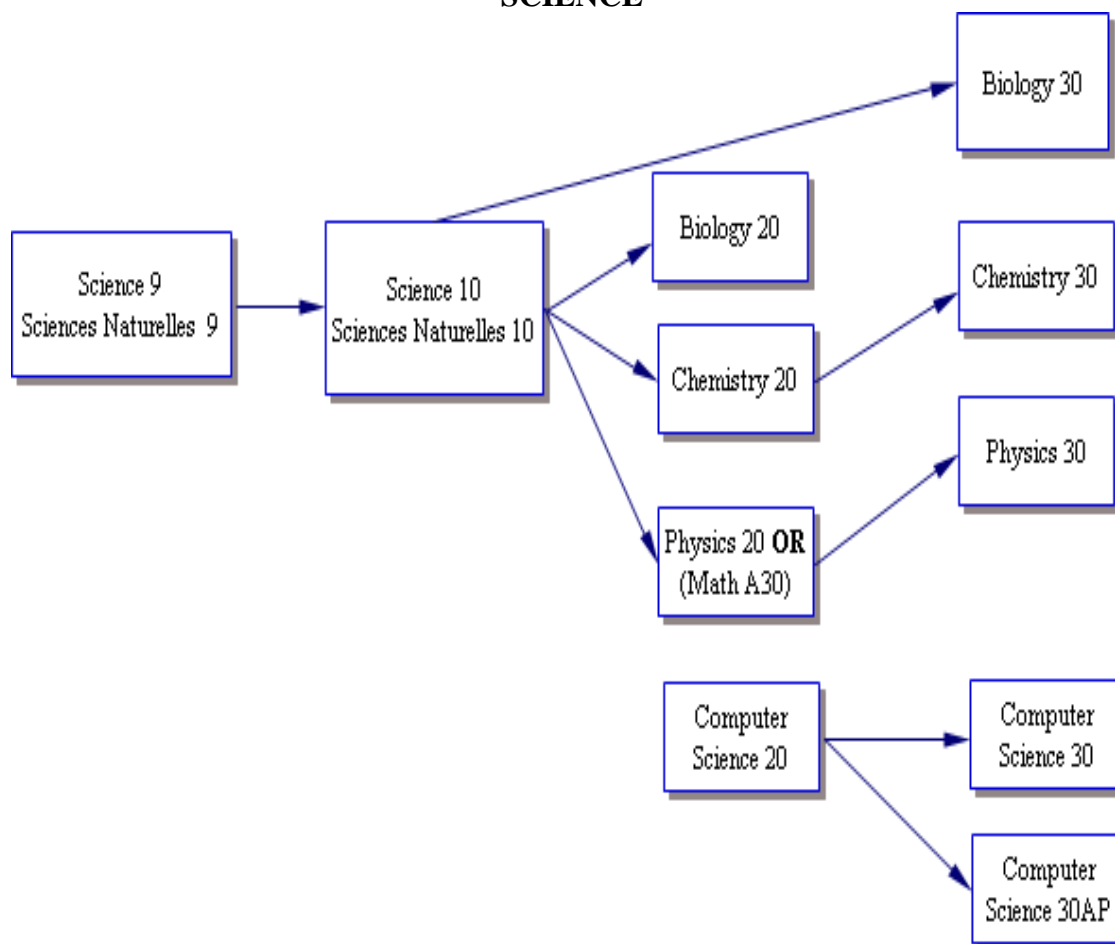 SCIENCE
Biology 30
Biology 20
Science 9
Sciences Naturelles 9
Science 10
Sciences Naturelles 10
Chemistry 30
Chemistry 20
Physics 30
Physics 20 OR
(Math A30)
Computer
Science 20
Computer
Science 30
Computer
Science 30AP